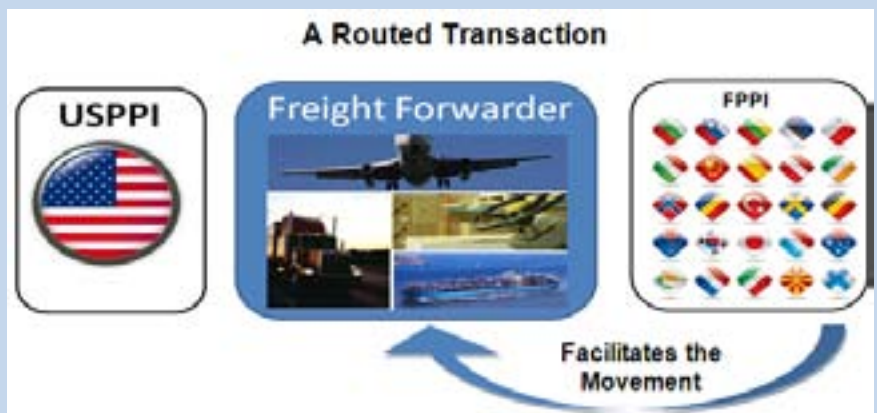 A Routed Transaction
USPPI
Freight Forwarder
FPPI
Facilitates the
Movement